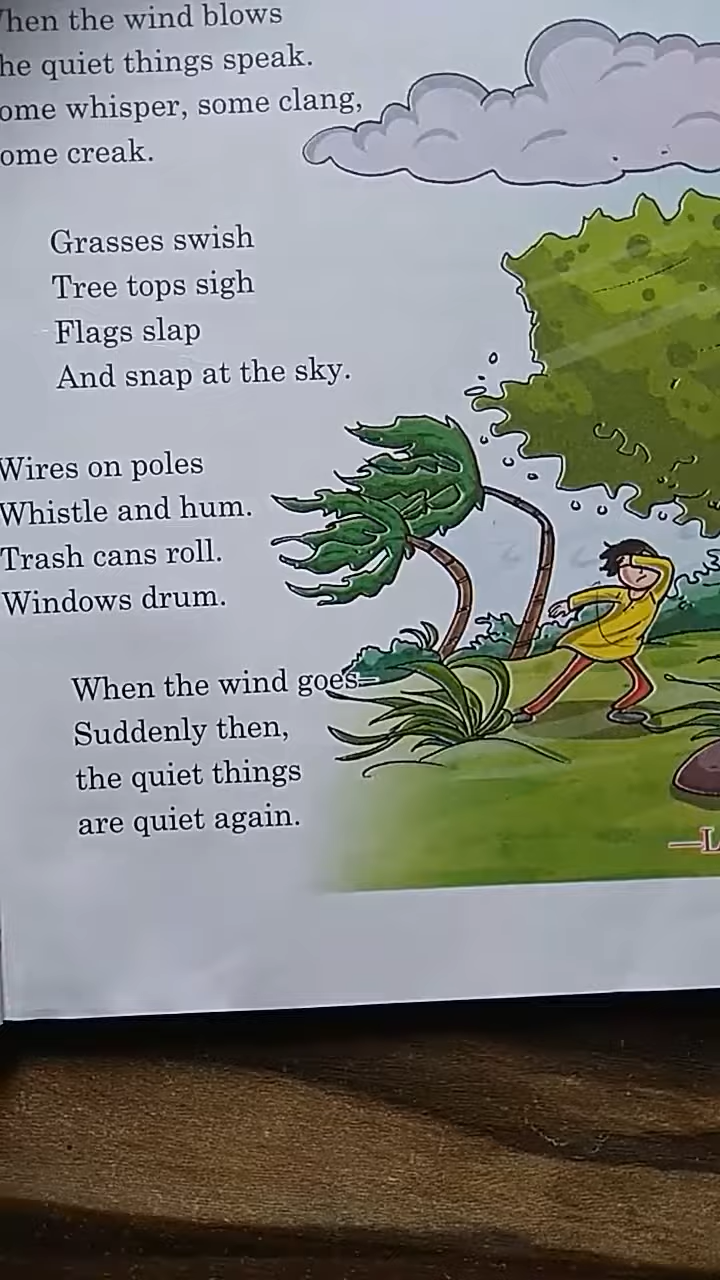 hen the wind blows
he quiet things speak.
ome whisper, some clang,
ome creak.
Grasses swish
Tree tops sigh
Flags slap
And snap at the sky.
Wires on poles
Whistle and hum.
Trash cans roll.
Windows drum.
When the wind goes—
Suddenly then,
the quiet things
are quiet again.
—L